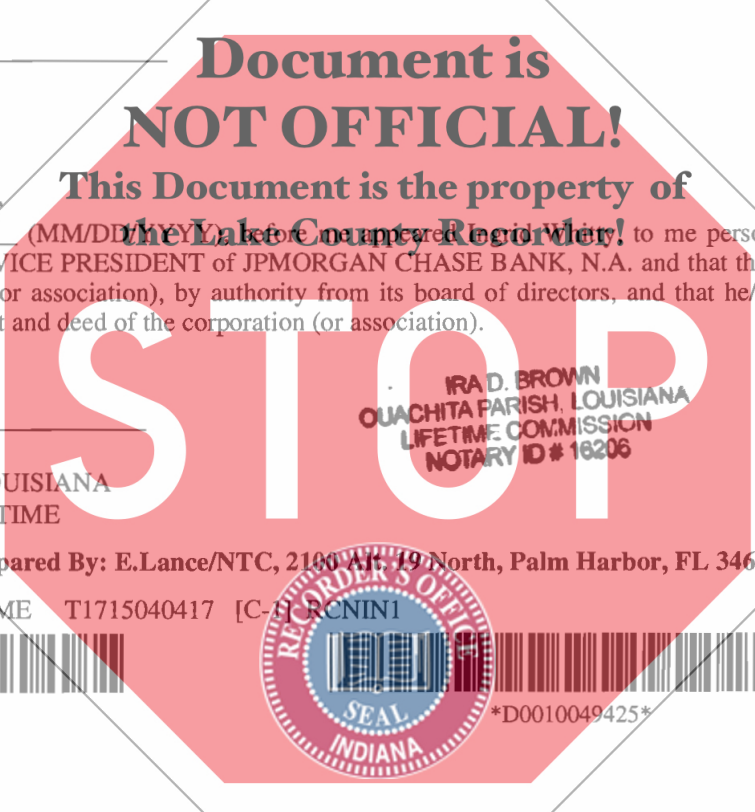 Document is
NOT OFFICIAL!
This Document is the property of
the Lake County Recorder!
(MM/DD/YYYY), before me appeared Ingrid Whitty, to me perso
VICE PRESIDENT of JPMORGAN CHASE BANK, N.A. and that th
or association), by authority from its board of directors, and that he/
t and deed of the corporation (or association).
STOP
IRA D. BROWN
OUACHITA PARISH, LOUISIANA
LIFETIME COMMISSION
NOTARY ID # 16206
OUISIANA
TIME
pared By: E.Lance/NTC, 2100 Alt. 19 North, Palm Harbor, FL 346
ME T1715040417 [C-1] RCNIN1
RECORDER'S OFFICE
SEAL
INDIANA
*D0010049425*